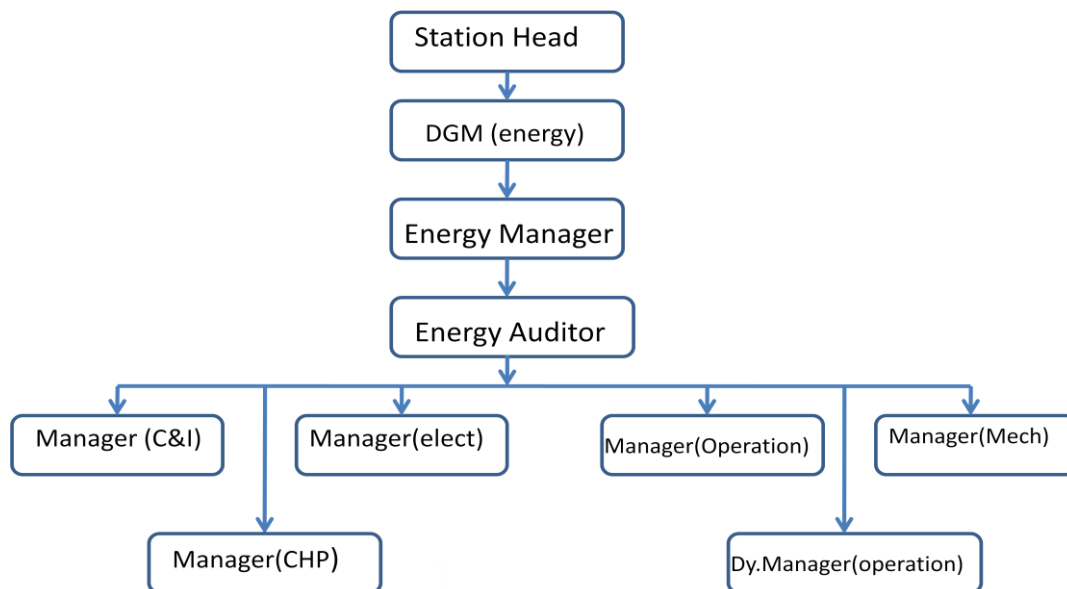 Station Head
DGM (energy)
Energy Manager
Energy Auditor
Manager (C&I)
Manager(elect)
Manager(Operation)
Manager(Mech)
Manager(CHP)
Dy.Manager(operation)